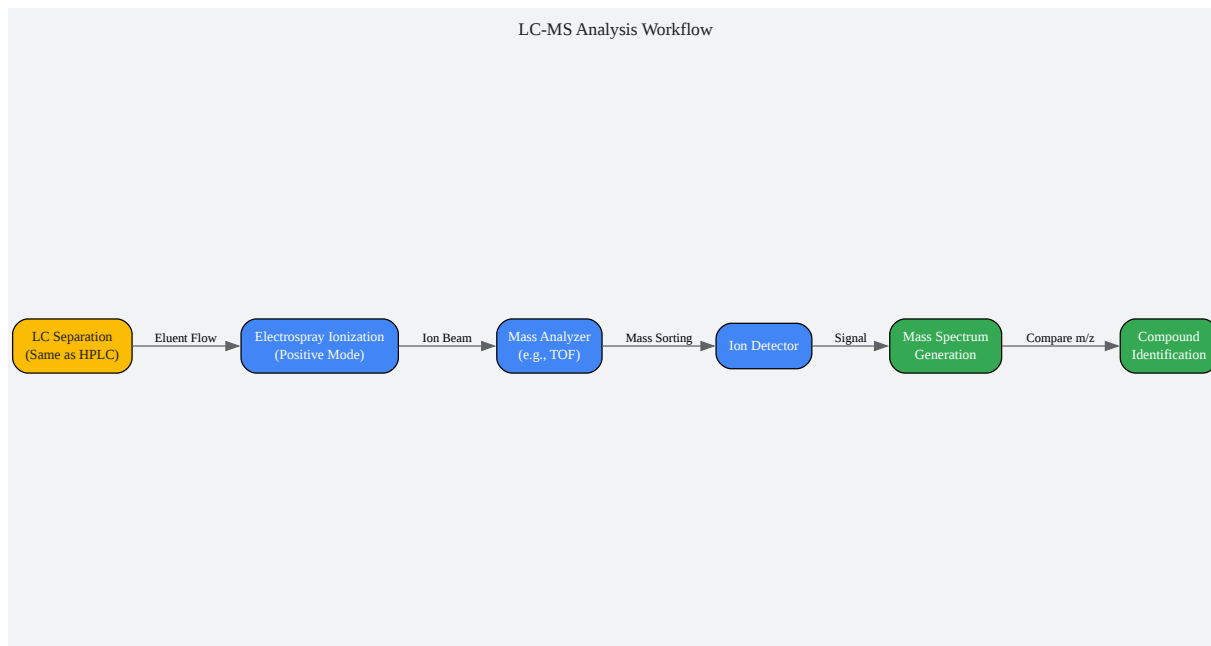 LC-MS Analysis Workflow
LC Separation
(Same as HPLC)
Eluent Flow
Electrospray Ionization
(Positive Mode)
Ion Beam
Mass Analyzer
(e.g., TOF)
Mass Sorting
Ion Detector
Signal
Mass Spectrum
Generation
Compare m/z
Compound
Identification